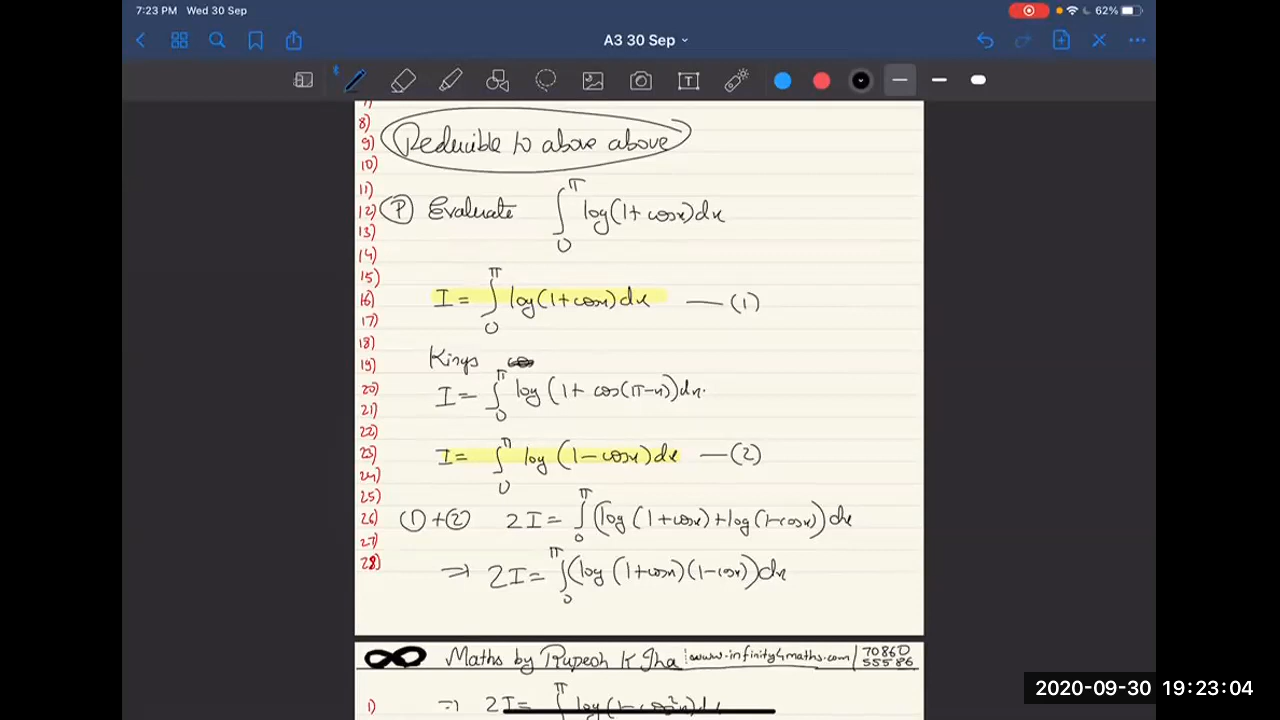 7:23 PM Wed 30 Sep
62%
A3 30 Sep
7)
8)
9) Reducible to above above
10)
11)
12) (P) Evaluate ∫₀^π log(1+cosx)dx
13)
14)
15)
16) I = ∫₀^π log(1+cosx)dx —(1)
17)
18)
19) Kings
20) I = ∫₀^π log(1+ cos(π-x))dx.
21)
22)
23) I = ∫₀^π log(1-cosx)dx —(2)
24)
25)
26) ①+② 2I = ∫₀^π (log(1+cosx)+log(1-cosx))dx
27)
28) ⇒ 2I = ∫₀^π (log(1+cosx)(1-cosx))dx
Maths by Rupesh K Jha www.infinity4maths.com/ 70860 55586
1) ⇒ 2I = ∫^π log(1-cos²x)dx
2020-09-30 19:23:04